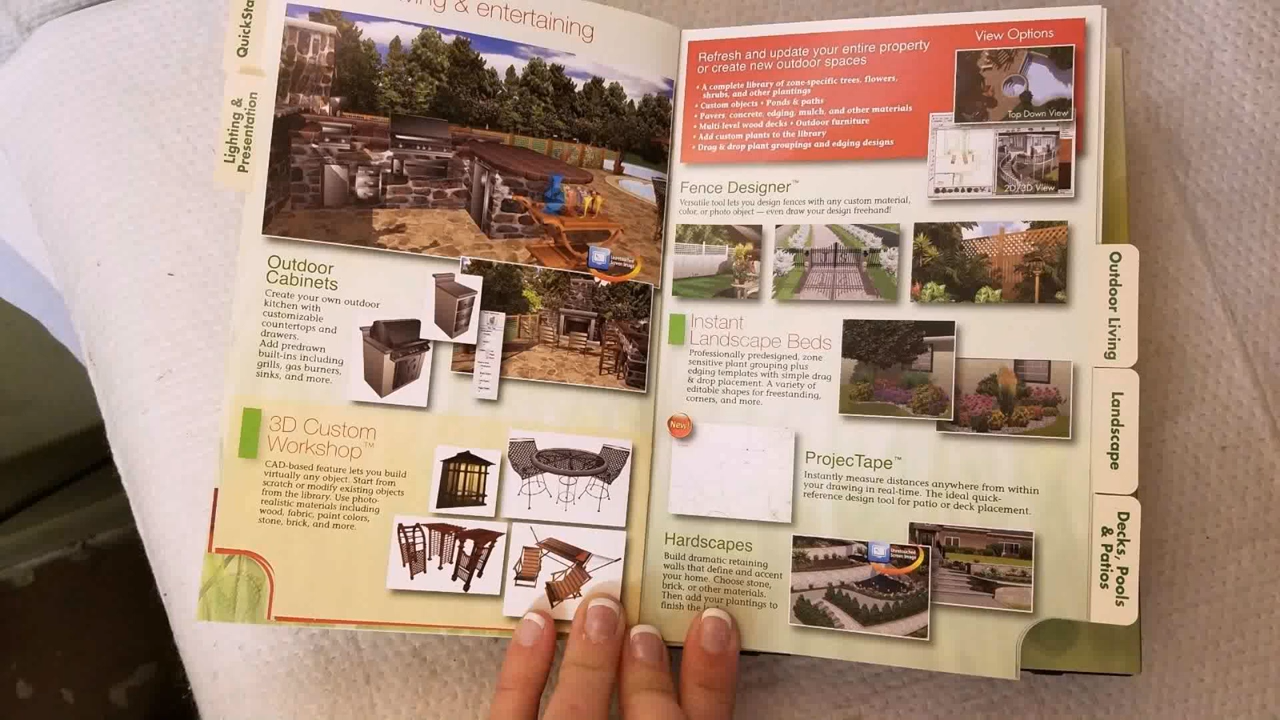 QuickSta
Lighting &
Presentation
ving & entertaining
Outdoor
Cabinets
Create your own outdoor
kitchen with
customizable
countertops and
drawers.
Add predrawn
built-ins including
grills, gas burners,
sinks, and more.
3D Custom
Workshop™
CAD-based feature lets you build
virtually any object. Start from
scratch or modify existing objects
from the library. Use photo-
realistic materials including
wood, fabric, paint colors,
stone, brick, and more.
Refresh and update your entire property
or create new outdoor spaces
• A complete library of zone-specific trees, flowers,
shrubs, and other plantings
• Custom objects • Ponds & paths
• Pavers, concrete, edging, mulch, and other materials
• Multi-level wood decks • Outdoor furniture
• Add custom plants to the library
• Drag & drop plant groupings and edging designs
View Options
Top Down View
2D/3D View
Fence Designer™
Versatile tool lets you design fences with any custom material,
color, or photo object — even draw your design freehand!
Instant
Landscape Beds
Professionally predesigned, zone
sensitive plant grouping plus
edging templates with simple drag
& drop placement. A variety of
editable shapes for freestanding,
corners, and more.
New!
ProjecTape™
Instantly measure distances anywhere from within
your drawing in real-time. The ideal quick-
reference design tool for patio or deck placement.
Hardscapes
Build dramatic retaining
walls that define and accent
your home. Choose stone,
brick, or other materials.
Then add your plantings to
finish the
Untouched
Screen Image
Outdoor Living
Landscape
Decks, Pools
& Patios